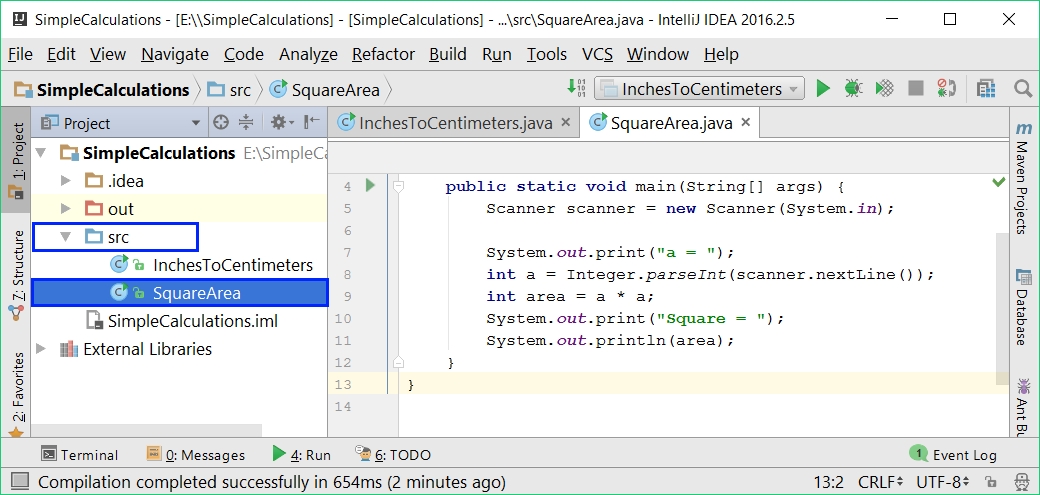 SimpleCalculations - [E:\\SimpleCalculations] - [SimpleCalculations] - ...\src\SquareArea.java - IntelliJ IDEA 2016.2.5
File Edit View Navigate Code Analyze Refactor Build Run Tools VCS Window Help
SimpleCalculations src SquareArea InchesToCentimeters
Project InchesToCentimeters.java SquareArea.java
1: Project
Z: Structure
2: Favorites
SimpleCalculations E:\SimpleCa
.idea
out
src
InchesToCentimeters
SquareArea
SimpleCalculations.iml
External Libraries
4 public static void main(String[] args) {
5 Scanner scanner = new Scanner(System.in);
6
7 System.out.print("a = ");
8 int a = Integer.parseInt(scanner.nextLine());
9 int area = a * a;
10 System.out.print("Square = ");
11 System.out.println(area);
12 }
13 }
14
Maven Projects
Database
Ant Bu
Terminal 0: Messages 4: Run 6: TODO 1 Event Log
Compilation completed successfully in 654ms (2 minutes ago) 13:2 CRLF UTF-8